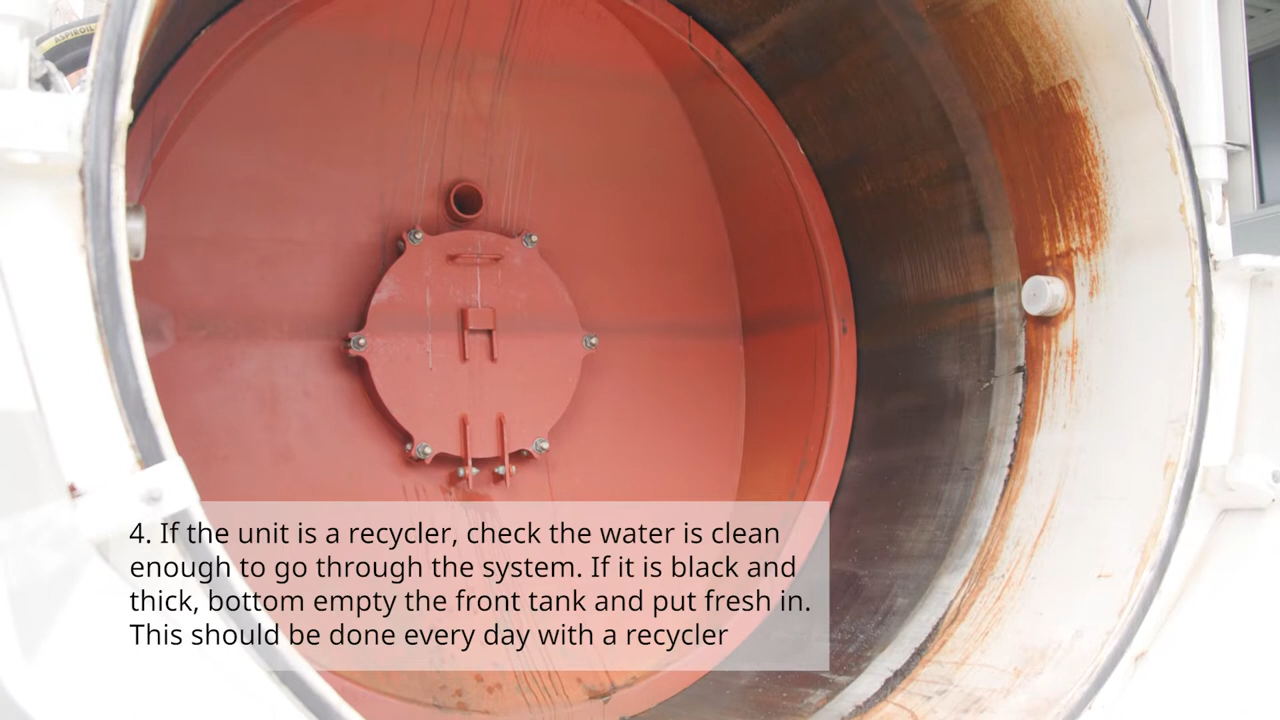 ASPIROIL
4. If the unit is a recycler, check the water is clean
enough to go through the system. If it is black and
thick, bottom empty the front tank and put fresh in.
This should be done every day with a recycler